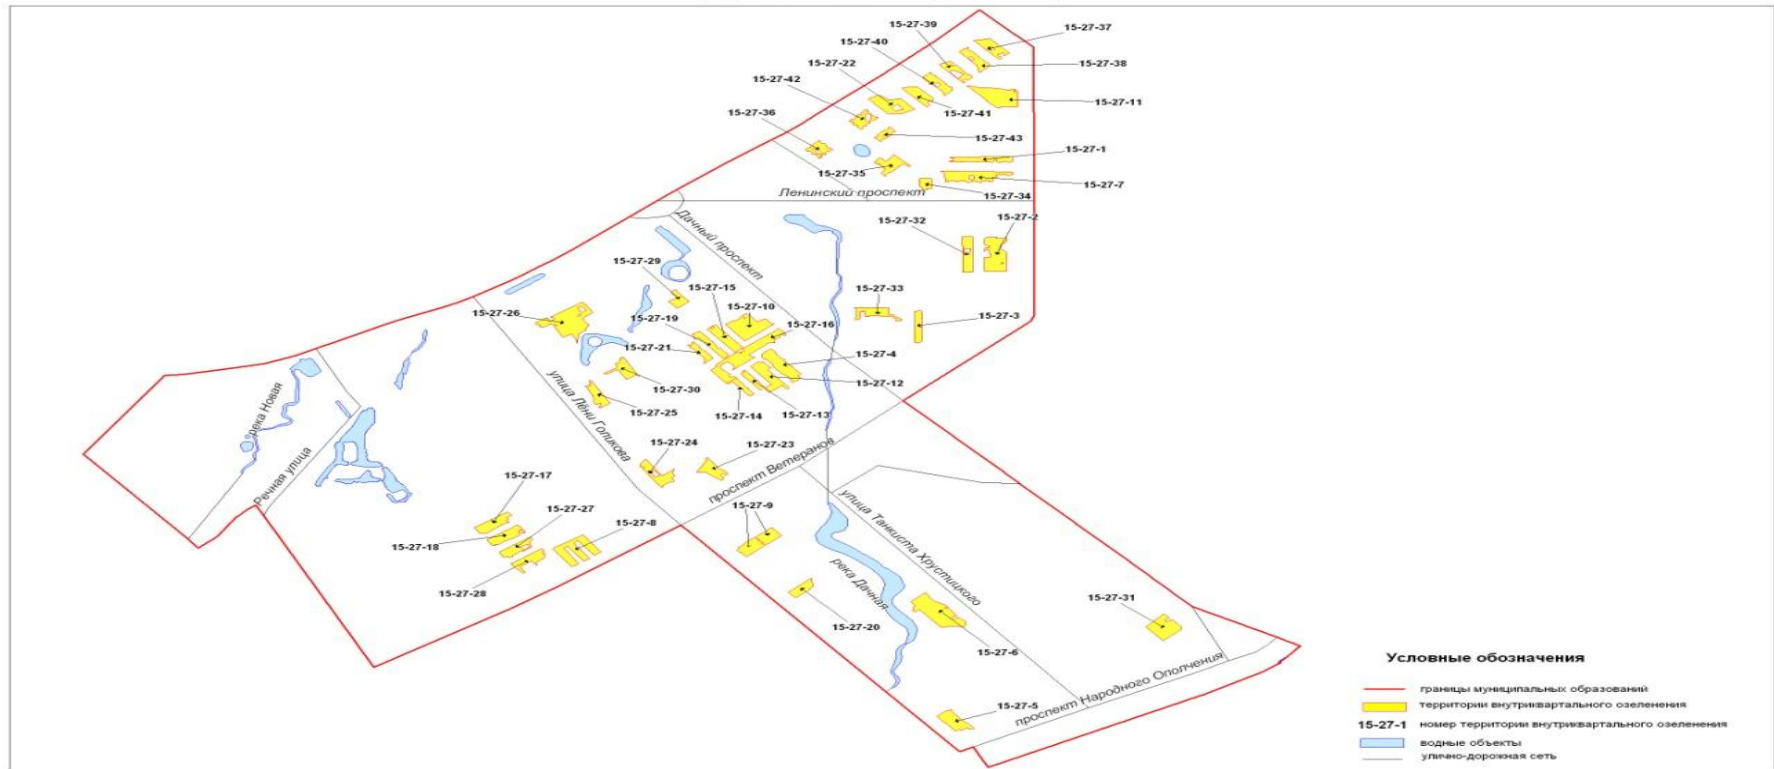 15-27-39
15-27-37
15-27-40
15-27-22
15-27-38
15-27-42
15-27-11
15-27-36
15-27-41
15-27-43
15-27-1
15-27-35
15-27-7
Ленинский проспект
15-27-34
15-27-32
15-27-2
Дачный проспект
15-27-29
15-27-15
15-27-33
15-27-10
15-27-26
15-27-19
15-27-16
15-27-3
15-27-21
15-27-4
15-27-30
15-27-12
река Новая
улица Лёни Голикова
15-27-25
15-27-14
15-27-13
15-27-24
15-27-23
проспект Ветеранов
Речная улица
15-27-17
15-27-27
15-27-9
улица Танкиста Хрустицкого
15-27-18
15-27-8
15-27-28
река Дачная
15-27-31
15-27-20
15-27-6
15-27-5
проспект Народного Ополчения
Условные обозначения
границы муниципальных образований
территории внутриквартального озеленения
15-27-1 номер территории внутриквартального озеленения
водные объекты
улично-дорожная сеть